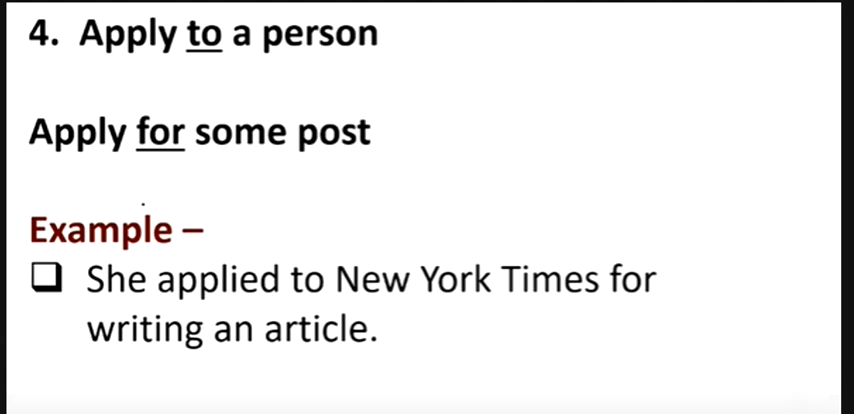 4. Apply to a person
Apply for some post
Example –
❑ She applied to New York Times for
writing an article.